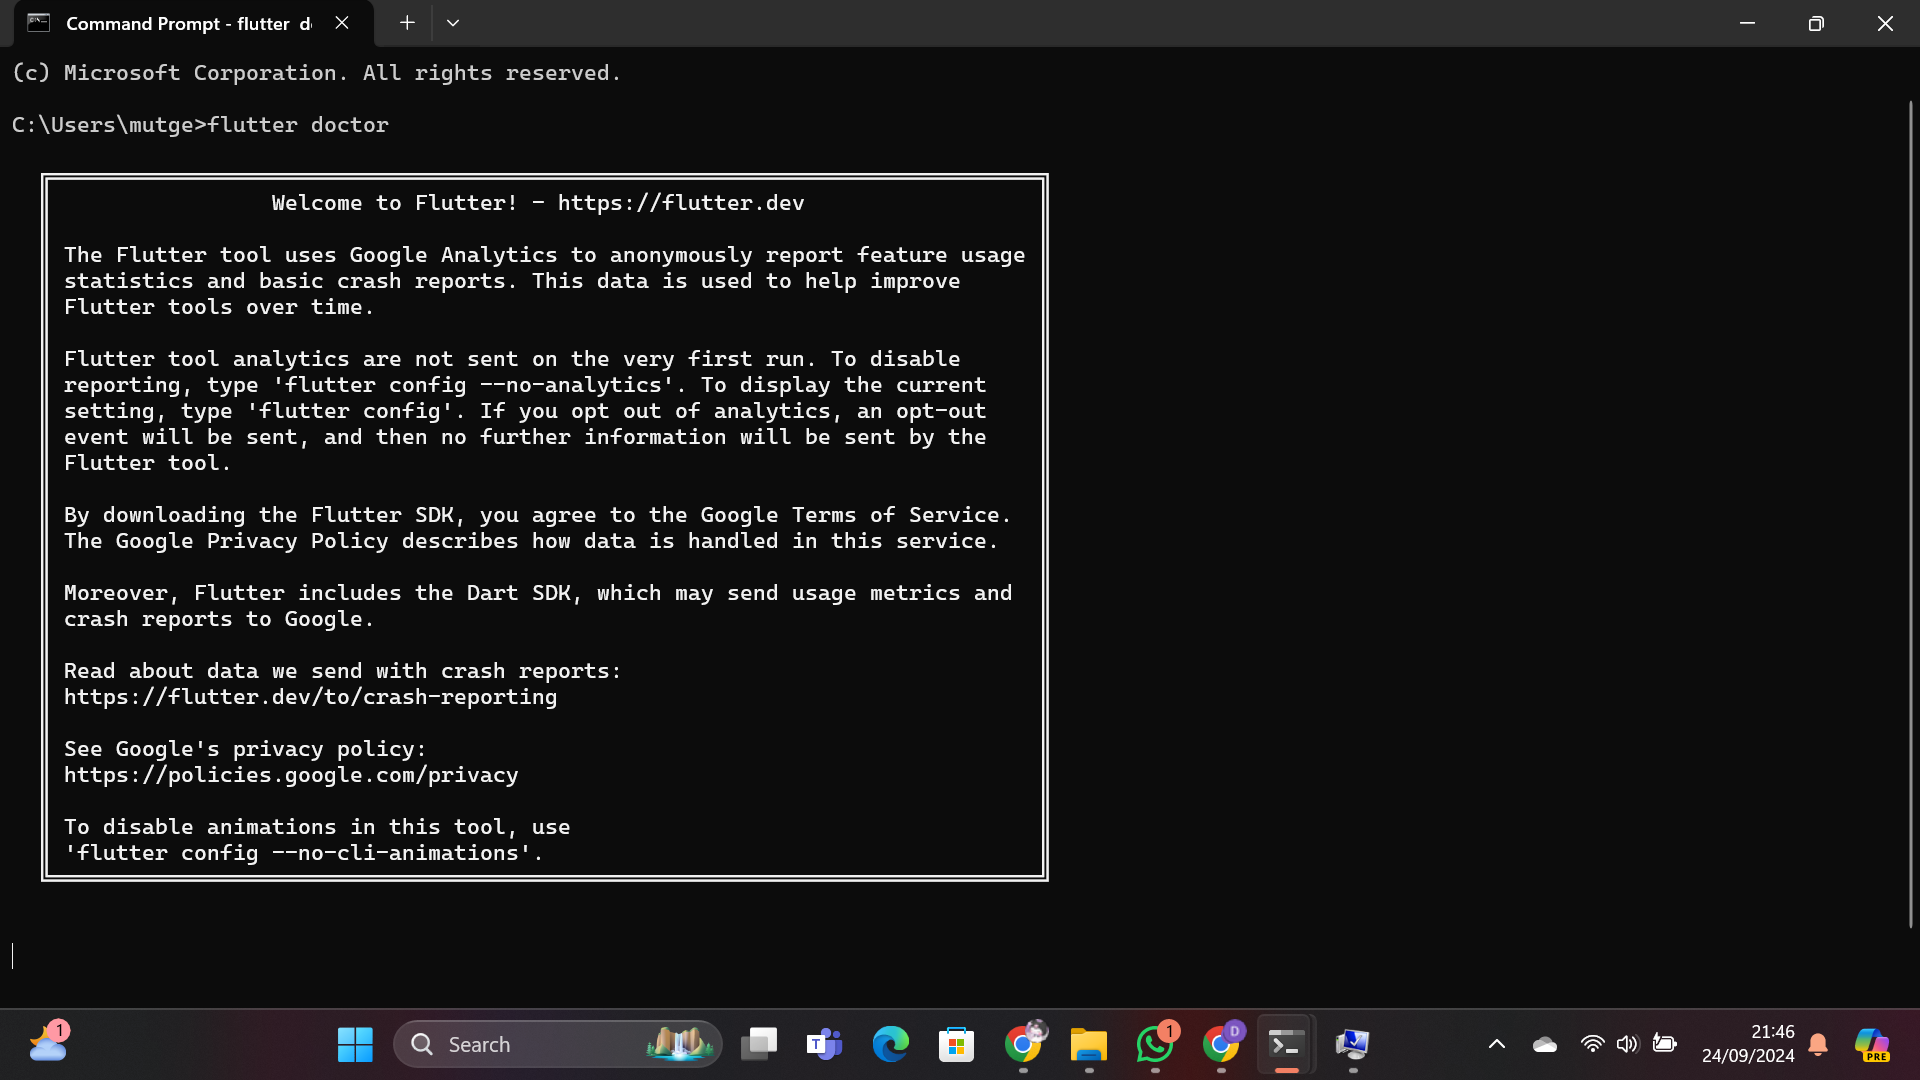 Command Prompt - flutter d
(c) Microsoft Corporation. All rights reserved.
C:\Users\mutge>flutter doctor
Welcome to Flutter! - https://flutter.dev
The Flutter tool uses Google Analytics to anonymously report feature usage
statistics and basic crash reports. This data is used to help improve
Flutter tools over time.
Flutter tool analytics are not sent on the very first run. To disable
reporting, type 'flutter config --no-analytics'. To display the current
setting, type 'flutter config'. If you opt out of analytics, an opt-out
event will be sent, and then no further information will be sent by the
Flutter tool.
By downloading the Flutter SDK, you agree to the Google Terms of Service.
The Google Privacy Policy describes how data is handled in this service.
Moreover, Flutter includes the Dart SDK, which may send usage metrics and
crash reports to Google.
Read about data we send with crash reports:
https://flutter.dev/to/crash-reporting
See Google's privacy policy:
https://policies.google.com/privacy
To disable animations in this tool, use
'flutter config --no-cli-animations'.
1
Search
T
1
D
21:46
24/09/2024
PRE